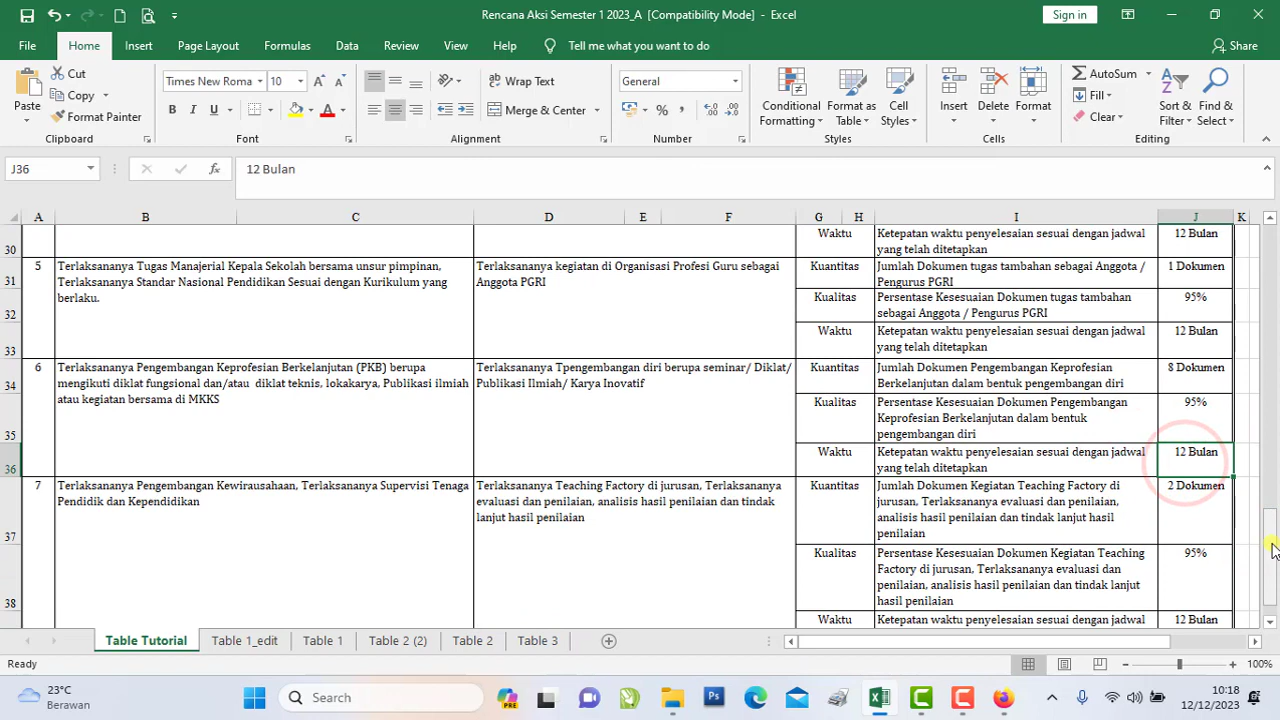 Rencana Aksi Semester 1 2023_A [Compatibility Mode] - Excel
Sign in
File Home Insert Page Layout Formulas Data Review View Help Tell me what you want to do Share
Paste
Cut
Copy
Format Painter
Clipboard
Times New Roma 10
B I U
Font
Wrap Text
Merge & Center
Alignment
General
Number
Conditional Formatting
Format as Table
Cell Styles
Styles
Insert Delete Format
Cells
AutoSum
Fill
Clear
Sort & Filter
Find & Select
Editing
J36 fx 12 Bulan
A B C D E F G H I J K
30 Waktu Ketepatan waktu penyelesaian sesuai dengan jadwal 12 Bulan
yang telah ditetapkan
31 5 Terlaksananya Tugas Manajerial Kepala Sekolah bersama unsur pimpinan, Terlaksananya kegiatan di Organisasi Profesi Guru sebagai Kuantitas Jumlah Dokumen tugas tambahan sebagai Anggota / 1 Dokumen
Terlaksananya Standar Nasional Pendidikan Sesuai dengan Kurikulum yang Anggota PGRI Pengurus PGRI
32 berlaku. Kualitas Persentase Kesesuaian Dokumen tugas tambahan 95%
sebagai Anggota / Pengurus PGRI
33 Waktu Ketepatan waktu penyelesaian sesuai dengan jadwal 12 Bulan
yang telah ditetapkan
34 6 Terlaksananya Pengembangan Keprofesian Berkelanjutan (PKB) berupa Terlaksananya Tpengembangan diri berupa seminar/ Diklat/ Kuantitas Jumlah Dokumen Pengembangan Keprofesian 8 Dokumen
mengikuti diklat fungsional dan/atau diklat teknis, lokakarya, Publikasi ilmiah Publikasi Ilmiah/ Karya Inovatif Berkelanjutan dalam bentuk pengembangan diri
35 atau kegiatan bersama di MKKS Kualitas Persentase Kesesuaian Dokumen Pengembangan 95%
Keprofesian Berkelanjutan dalam bentuk
pengembangan diri
36 Waktu Ketepatan waktu penyelesaian sesuai dengan jadwal 12 Bulan
yang telah ditetapkan
37 7 Terlaksananya Pengembangan Kewirausahaan, Terlaksananya Supervisi Tenaga Terlaksananya Teaching Factory di jurusan, Terlaksananya Kuantitas Jumlah Dokumen Kegiatan Teaching Factory di 2 Dokumen
Pendidik dan Kependidikan evaluasi dan penilaian, analisis hasil penilaian dan tindak jurusan, Terlaksananya evaluasi dan penilaian,
lanjut hasil penilaian analisis hasil penilaian dan tindak lanjut hasil
penilaian
38 Kualitas Persentase Kesesuaian Dokumen Kegiatan Teaching 95%
Factory di jurusan, Terlaksananya evaluasi dan
penilaian, analisis hasil penilaian dan tindak lanjut
hasil penilaian
Waktu Ketepatan waktu penyelesaian sesuai dengan jadwal 12 Bulan
Table Tutorial Table 1_edit Table 1 Table 2 (2) Table 2 Table 3
Ready 100%
23°C
Berawan
Search
PRE
Ps
10:18
12/12/2023